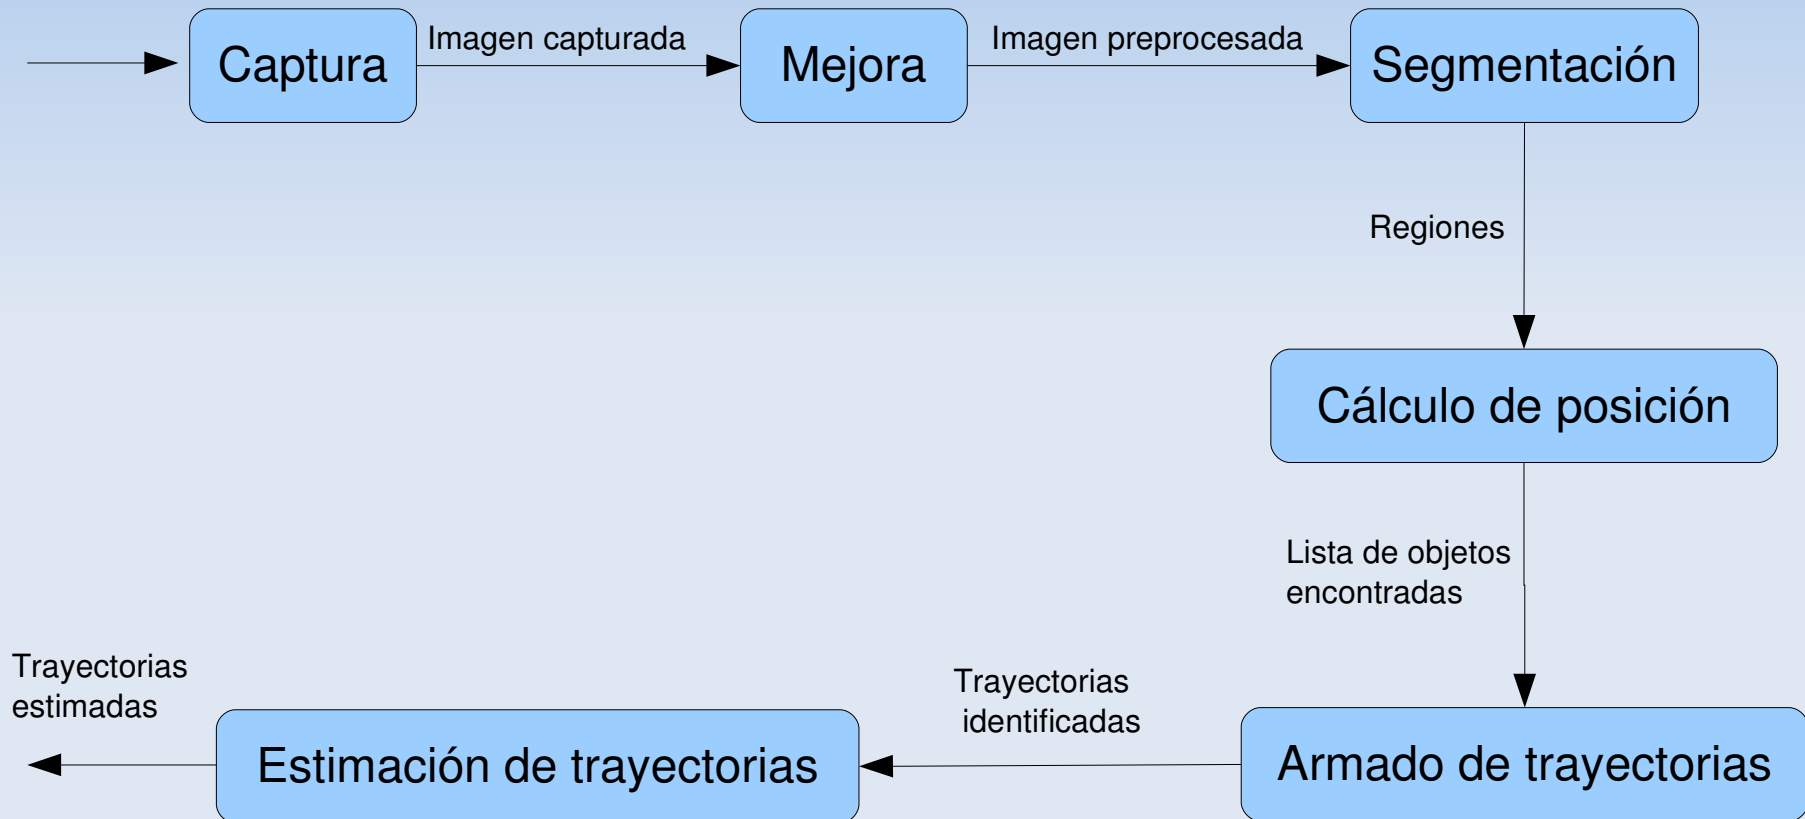 Captura
Imagen capturada
Mejora
Imagen preprocesada
Segmentación
Regiones
Cálculo de posición
Lista de objetos
encontradas
Armado de trayectorias
Trayectorias
identificadas
Estimación de trayectorias
Trayectorias
estimadas